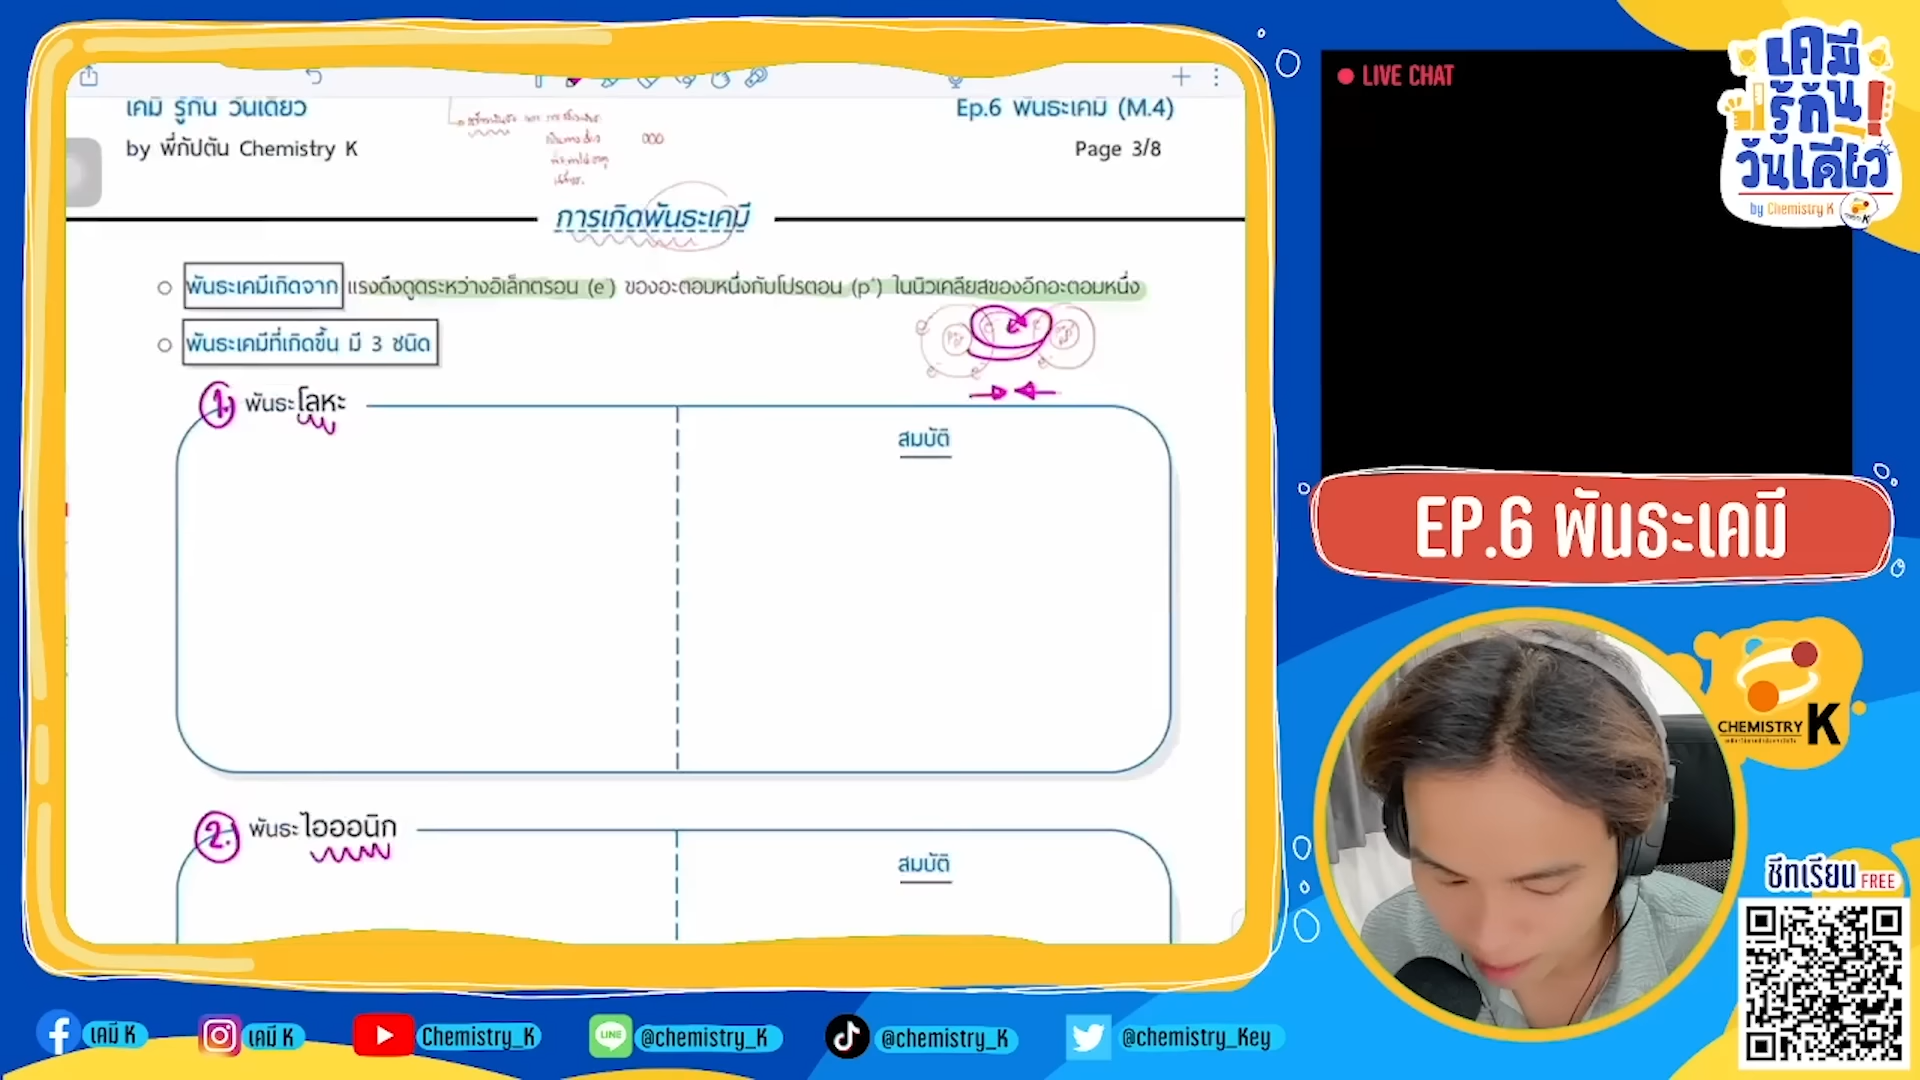 เคมี รู้กัน วันเดียว
Ep.6 พันธะเคมี (M.4)
by พี่กัปตัน Chemistry K
Page 3/8
การเกิดพันธะเคมี
พันธะเคมีเกิดจาก แรงดึงดูดระหว่างอิเล็กตรอน (e⁻) ของอะตอมหนึ่งกับโปรตอน (p⁺) ในนิวเคลียสของอีกอะตอมหนึ่ง
พันธะเคมีที่เกิดขึ้น มี 3 ชนิด
1. พันธะโลหะ
สมบัติ
2. พันธะไอออนิก
สมบัติ
LIVE CHAT
เคมี
รู้กัน!
วันเดียว
by Chemistry K
EP.6 พันธะเคมี
CHEMISTRY K
ชีทเรียน FREE
เคมี K
เคมี K
Chemistry_K
LINE
@chemistry_K
@chemistry_K
@chemistry_Key